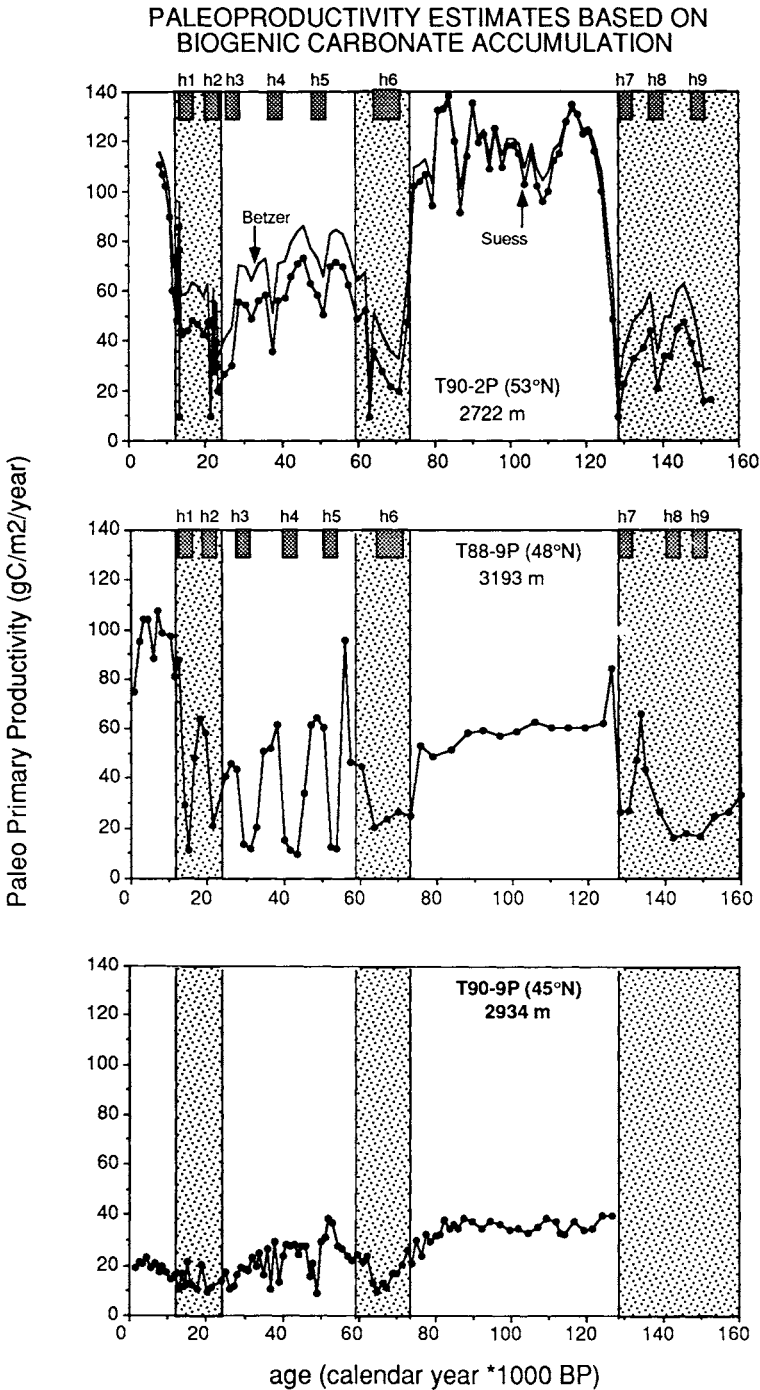 PALEOPRODUCTIVITY ESTIMATES BASED ON
BIOGENIC CARBONATE ACCUMULATION
h1 h2 h3 h4 h5 h6 h7 h8 h9
140
120
100
80
60
40
20
0
Betzer
Suess
T90-2P (53°N)
2722 m
0 20 40 60 80 100 120 140 160
Paleo Primary Productivity (gC/m2/year)
h1 h2 h3 h4 h5 h6 h7 h8 h9
140
120
100
80
60
40
20
0
T88-9P (48°N)
3193 m
0 20 40 60 80 100 120 140 160
140
120
100
80
60
40
20
0
T90-9P (45°N)
2934 m
0 20 40 60 80 100 120 140 160
age (calendar year *1000 BP)